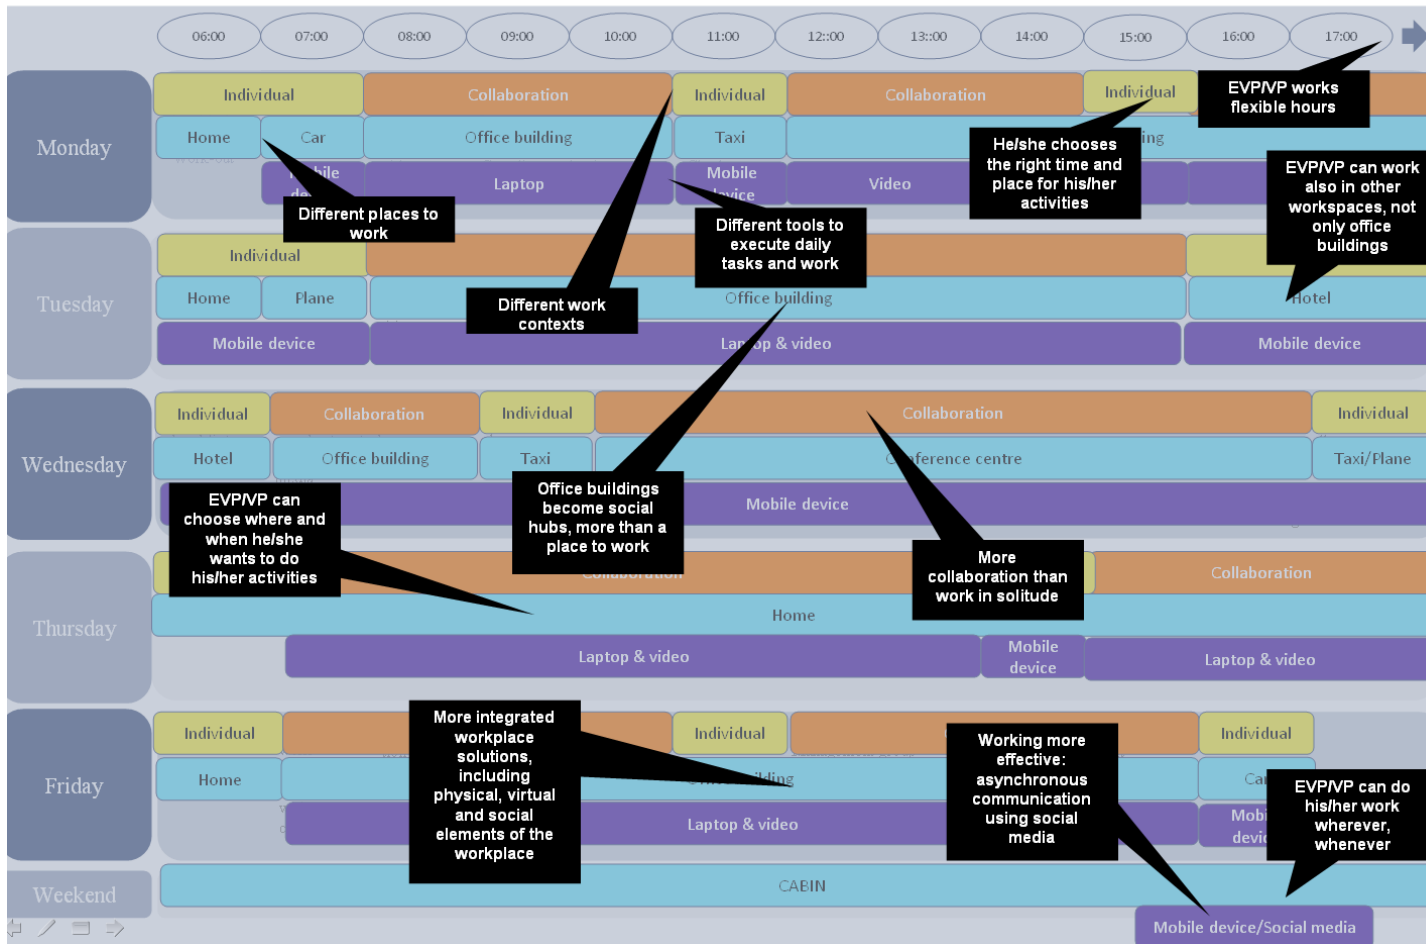 06:00 07:00 08:00 09:00 10:00 11:00 12::00 13::00 14:00 15:00 16:00 17:00
Monday
Individual Collaboration Individual Collaboration Individual
Home Car Office building Taxi
Mobile
Laptop
Mobile
device
Video
Different places to
work
Different tools to
execute daily
tasks and work
He/she chooses
the right time and
place for his/her
activities
EVP/VP works
flexible hours
EVP/VP can work
also in other
workspaces, not
only office
buildings
Tuesday
Individual
Home Plane Office building Hotel
Mobile device Laptop & video Mobile device
Different work
contexts
Wednesday
Individual Collaboration Individual Collaboration Individual
Hotel Office building Taxi Conference centre Taxi/Plane
Mobile device
EVP/VP can
choose where and
when he/she
wants to do
his/her activities
Office buildings
become social
hubs, more than a
place to work
More
collaboration than
work in solitude
Thursday
Collaboration Collaboration
Home
Laptop & video
Mobile
device
Laptop & video
Friday
Individual Individual Individual
Home Office building Car
Laptop & video
Mobile
device
More integrated
workplace
solutions,
including
physical, virtual
and social
elements of the
workplace
Working more
effective:
asynchronous
communication
using social
media
EVP/VP can do
his/her work
wherever,
whenever
Weekend
CABIN
Mobile device/Social media